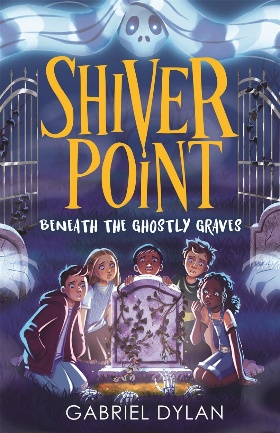 SHIVER
POINT
BENEATH THE GHOSTLY GRAVES
GABRIEL DYLAN